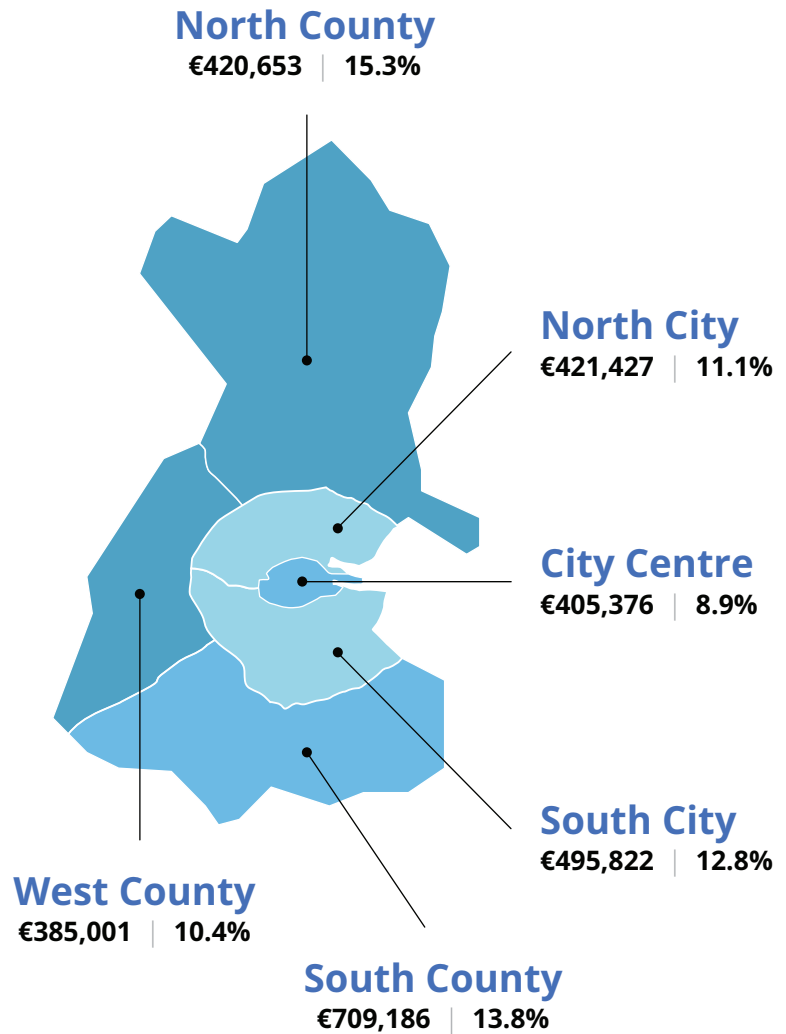 North County
€420,653 | 15.3%
North City
€421,427 | 11.1%
City Centre
€405,376 | 8.9%
South City
€495,822 | 12.8%
West County
€385,001 | 10.4%
South County
€709,186 | 13.8%